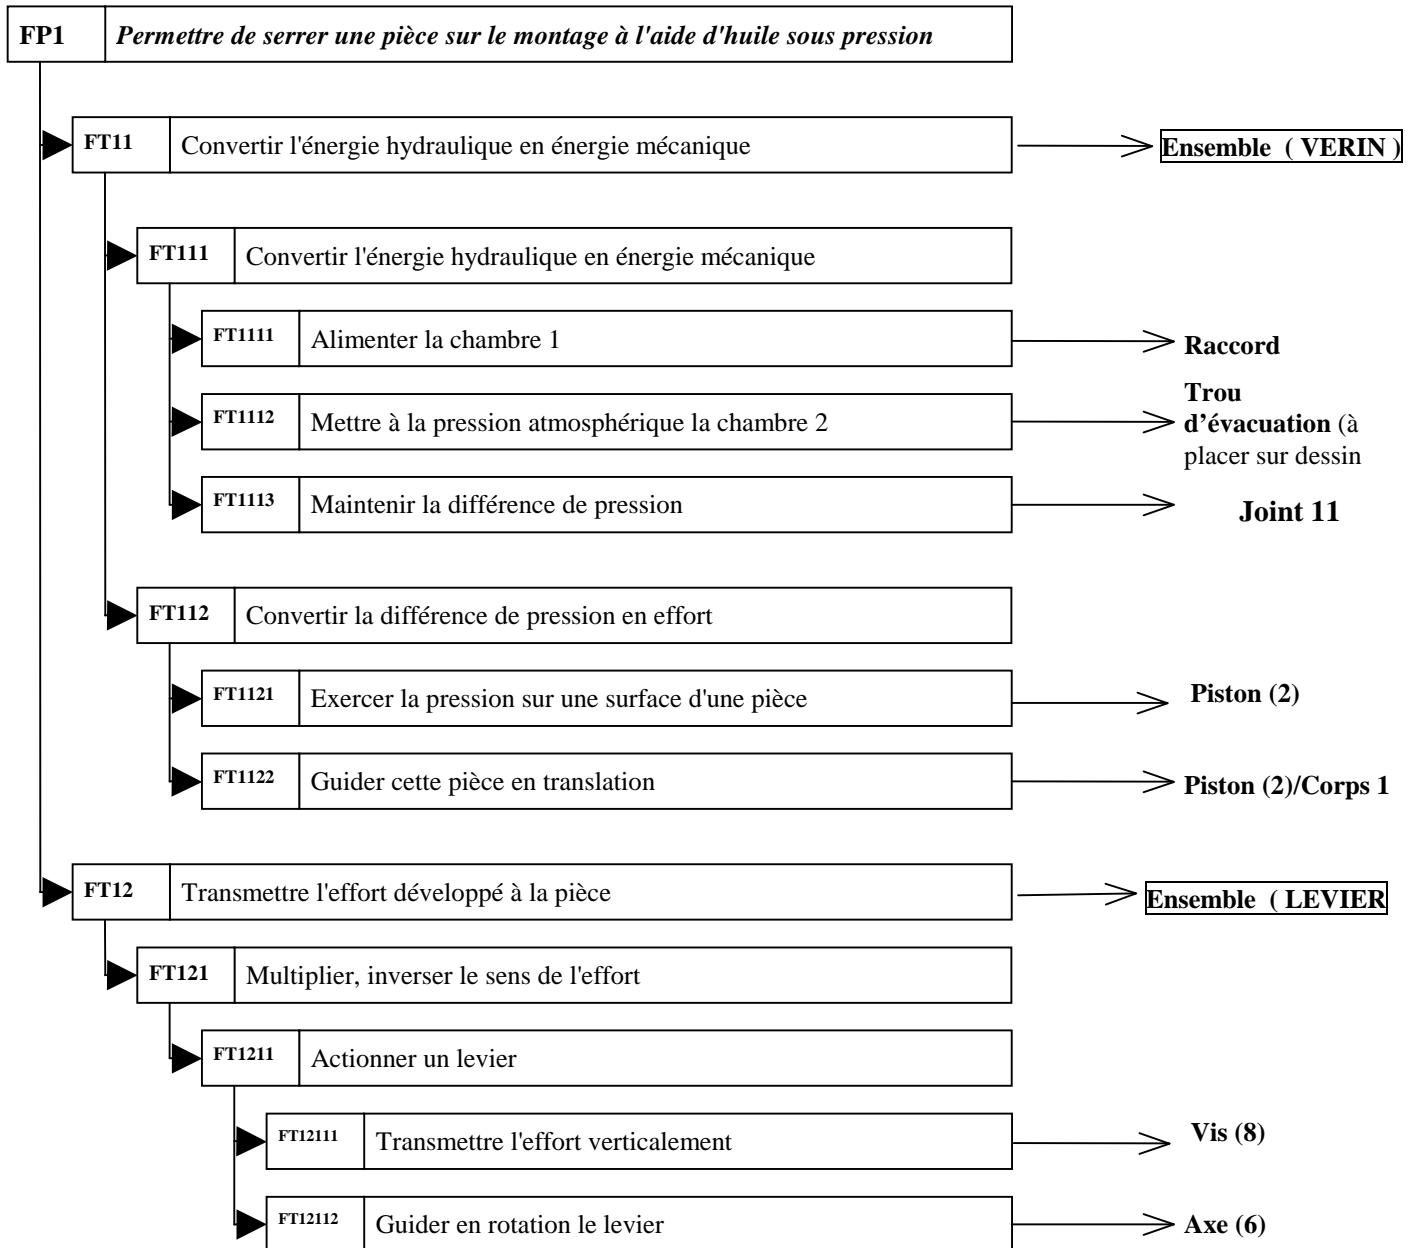 FP1 Permettre de serrer une pièce sur le montage à l'aide d'huile sous pression
FT11 Convertir l'énergie hydraulique en énergie mécanique
Ensemble ( VERIN )
FT111 Convertir l'énergie hydraulique en énergie mécanique
FT1111 Alimenter la chambre 1
Raccord
FT1112 Mettre à la pression atmosphérique la chambre 2
Trou
d’évacuation (à
placer sur dessin
FT1113 Maintenir la différence de pression
Joint 11
FT112 Convertir la différence de pression en effort
FT1121 Exercer la pression sur une surface d'une pièce
Piston (2)
FT1122 Guider cette pièce en translation
Piston (2)/Corps 1
FT12 Transmettre l'effort développé à la pièce
Ensemble ( LEVIER
FT121 Multiplier, inverser le sens de l'effort
FT1211 Actionner un levier
FT12111 Transmettre l'effort verticalement
Vis (8)
FT12112 Guider en rotation le levier
Axe (6)